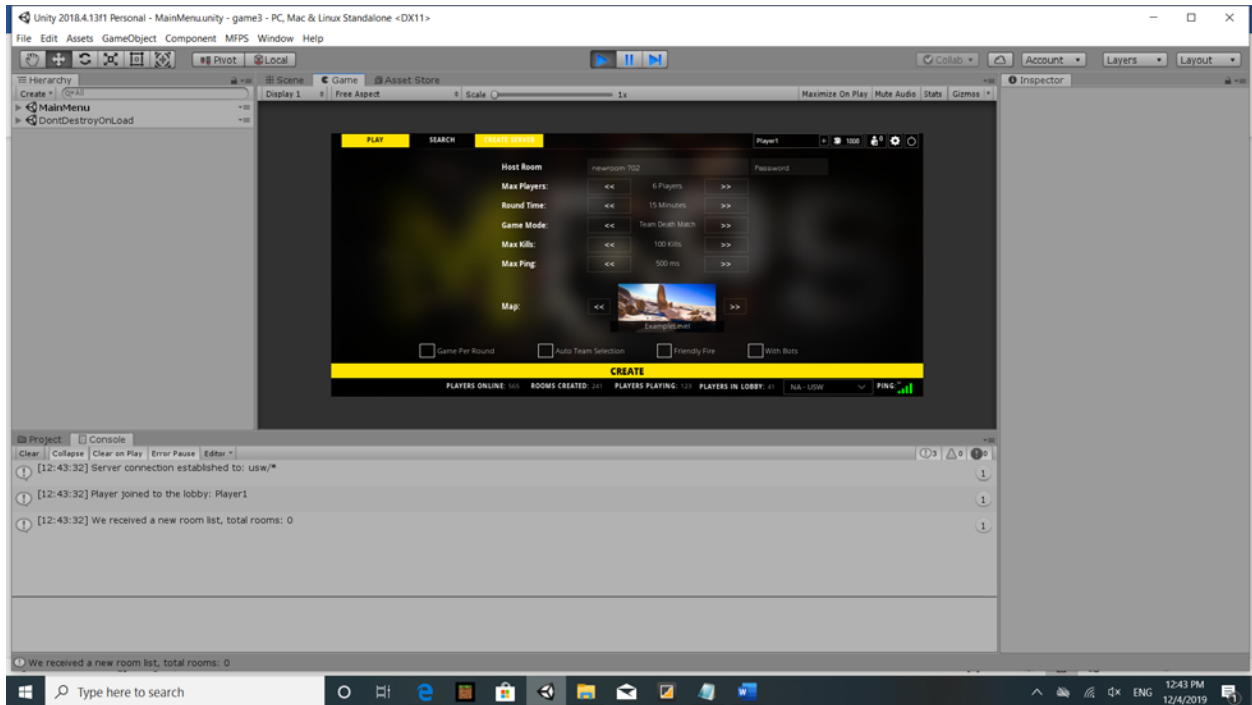 Unity 2018.4.13f1 Personal - MainMenu.unity - game3 - PC, Mac & Linux Standalone <DX11>
File Edit Assets GameObject Component MFPS Window Help
Pivot Local Collab Account Layers Layout
Hierarchy Scene Game Asset Store Inspector
Create All Display 1 Free Aspect Scale 1x Maximize On Play Mute Audio Stats Gizmos
MainMenu
DontDestroyOnLoad
PLAY SEARCH CREATE SERVER Player1 + 1000 0
Host Room newroom 702 Password
Max Players: << 6 Players >>
Round Time: << 15 Minutes >>
Game Mode: << Team Death Match >>
Max Kills: << 100 Kills >>
Max Ping: << 500 ms >>
Map: << >>
ExampleLevel
Game Per Round Auto Team Selection Friendly Fire With Bots
CREATE
PLAYERS ONLINE: 565 ROOMS CREATED: 241 PLAYERS PLAYING: 123 PLAYERS IN LOBBY: 41 NA - USW PING:
Project Console
Clear Collapse Clear on Play Error Pause Editor 3 0 0
[12:43:32] Server connection established to: usw/* 1
[12:43:32] Player joined to the lobby: Player1 1
[12:43:32] We received a new room list, total rooms: 0 1
We received a new room list, total rooms: 0
Type here to search ENG 12:43 PM
12/4/2019